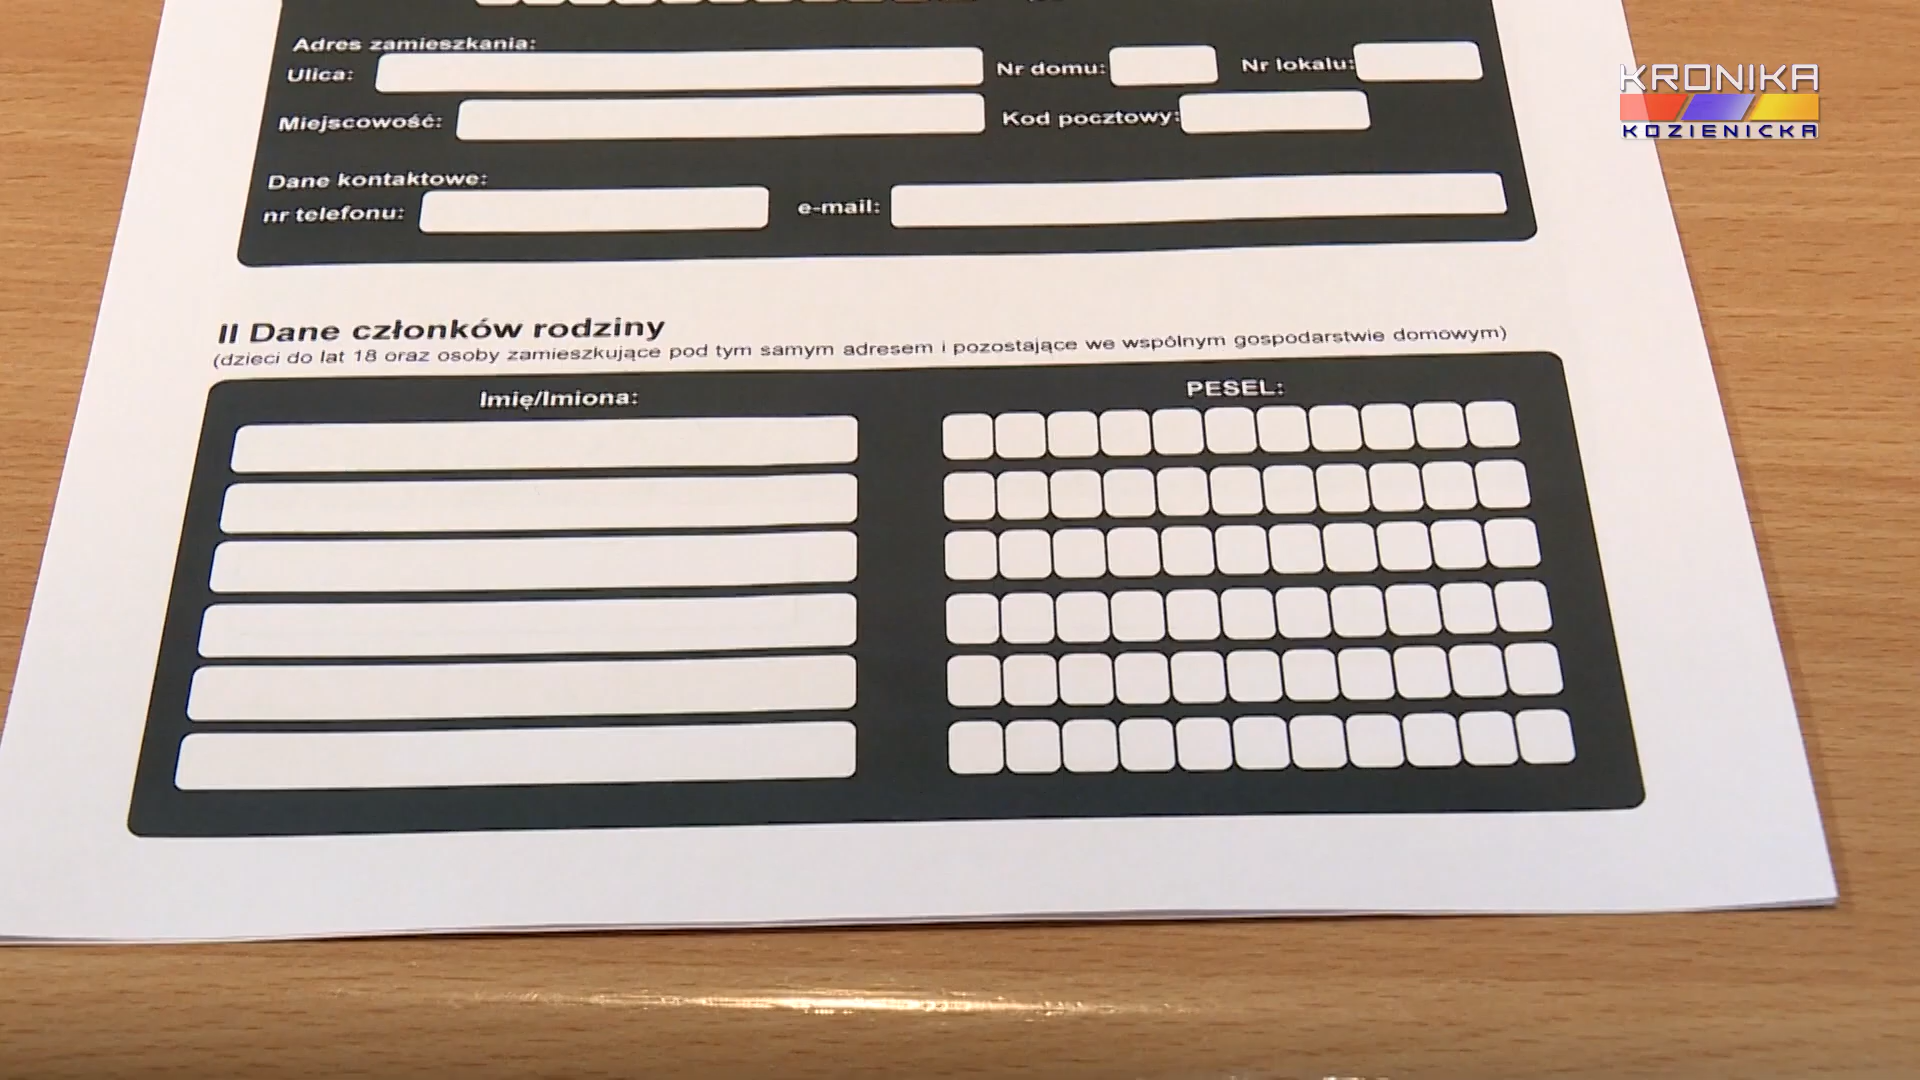 Adres zamieszkania:
Ulica: Nr domu: Nr lokalu:
Miejscowość: Kod pocztowy:
Dane kontaktowe:
nr telefonu: e-mail:
II Dane członków rodziny
(dzieci do lat 18 oraz osoby zamieszkujące pod tym samym adresem i pozostające we wspólnym gospodarstwie domowym)
Imię/Imiona: PESEL:
KRONIKA
KOZIENICKA